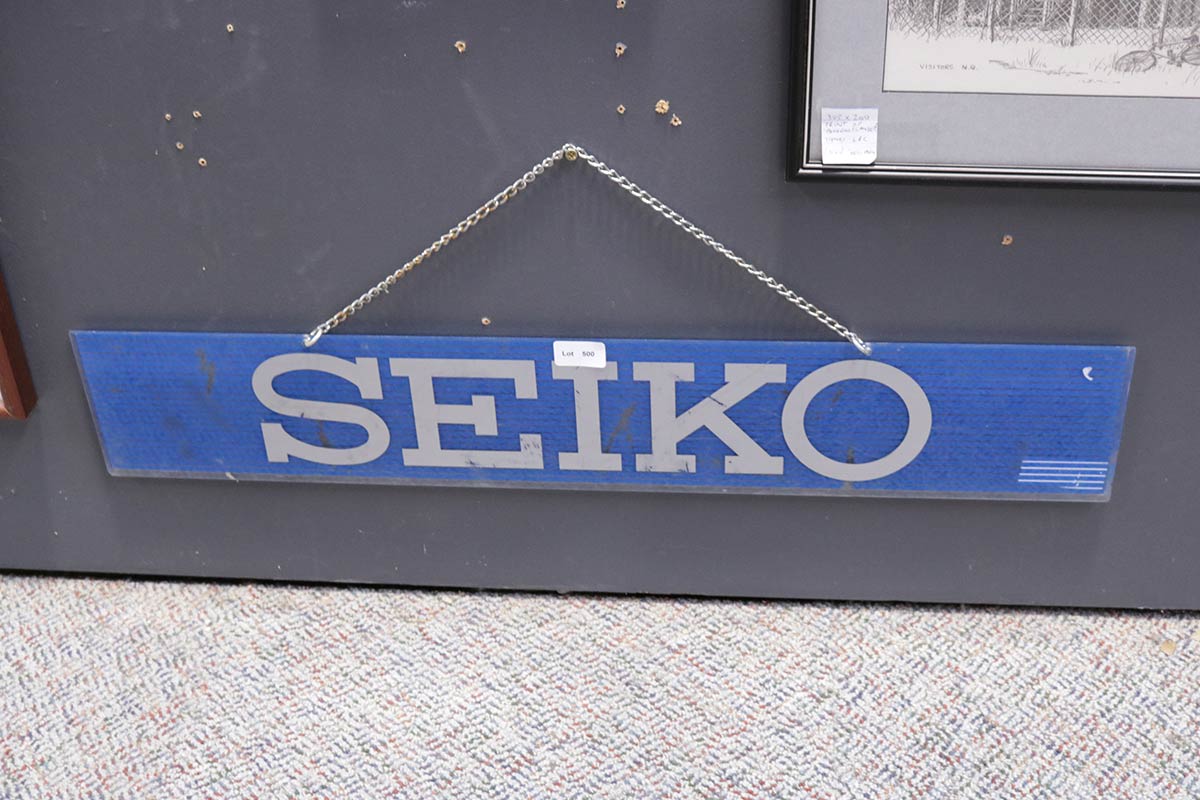 VISITORS N.Q.
Lot 500
SEIKO